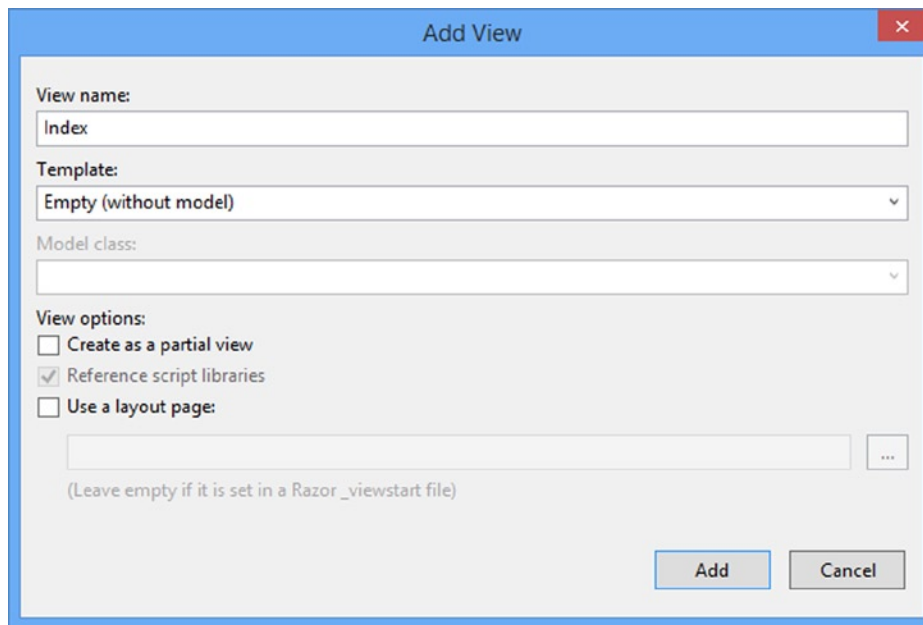 Add View
View name:
Index
Template:
Empty (without model)
Model class:
View options:
Create as a partial view
Reference script libraries
Use a layout page:
...
(Leave empty if it is set in a Razor _viewstart file)
Add Cancel